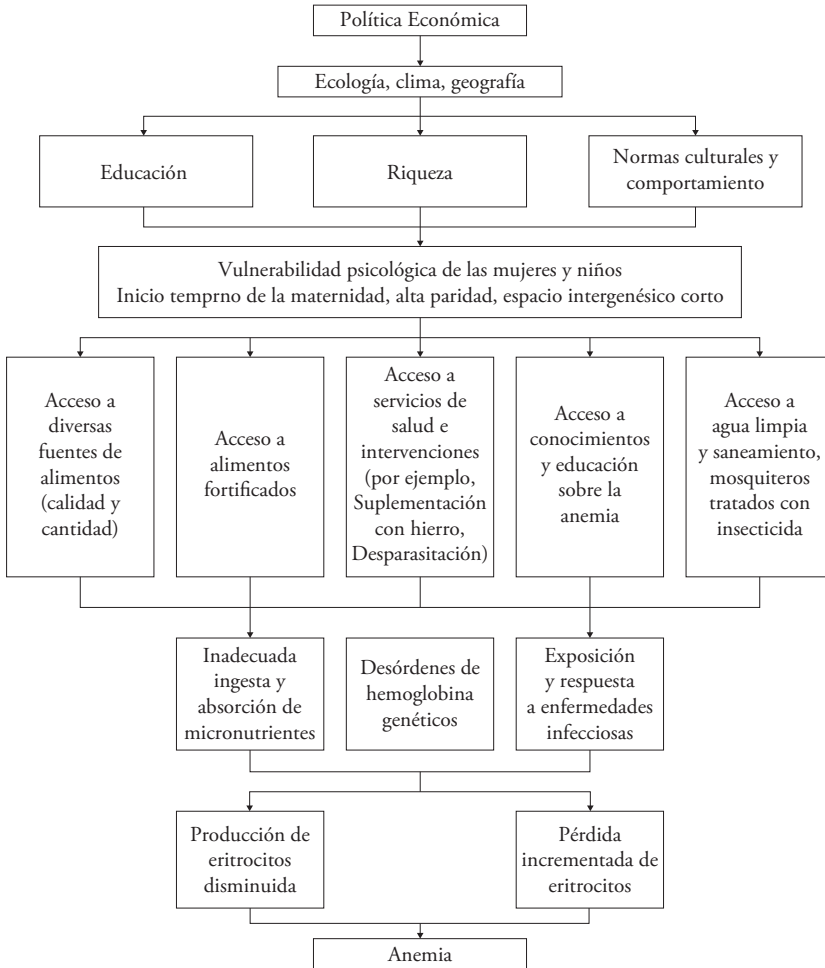 Política Económica
Ecología, clima, geografía
Educación
Riqueza
Normas culturales y
comportamiento
Vulnerabilidad psicológica de las mujeres y niños
Inicio temprno de la maternidad, alta paridad, espacio intergenésico corto
Acceso a
diversas
fuentes de
alimentos
(calidad y
cantidad)
Acceso a
alimentos
fortificados
Acceso a
servicios de
salud e
intervenciones
(por ejemplo,
Suplementación
con hierro,
Desparasitación)
Acceso a
conocimientos
y educación
sobre la
anemia
Acceso a
agua limpia
y saneamiento,
mosquiteros
tratados con
insecticida
Inadecuada
ingesta y
absorción de
micronutrientes
Desórdenes de
hemoglobina
genéticos
Exposición
y respuesta
a enfermedades
infecciosas
Producción de
eritrocitos
disminuida
Pérdida
incrementada de
eritrocitos
Anemia